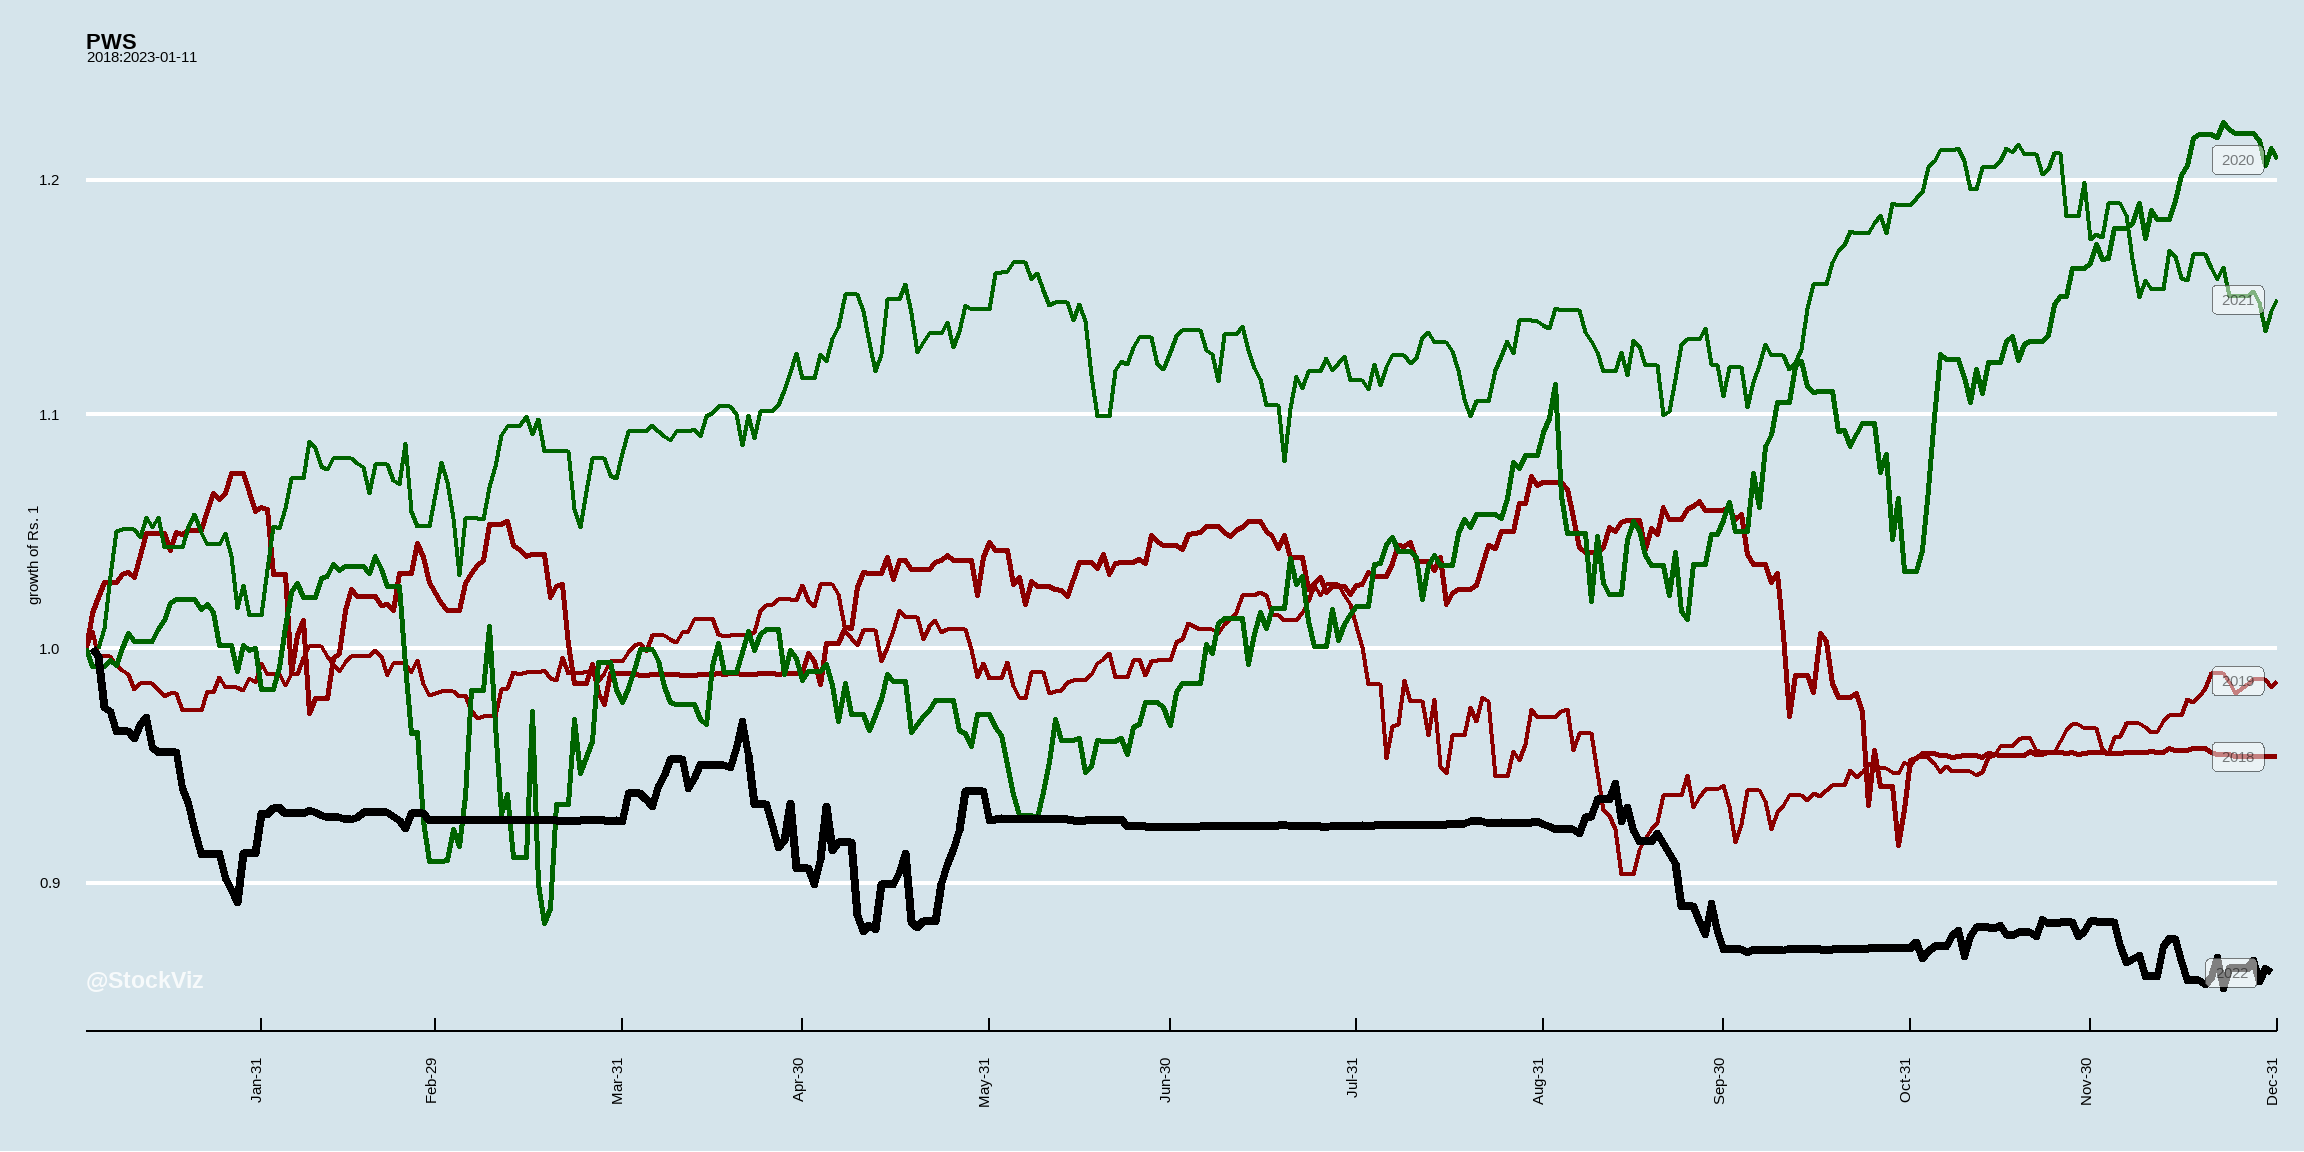 PWS
2018:2023-01-11
1.2
1.1
1.0
0.9
growth of Rs. 1
2020
2021
2019
2018
2022
@StockViz
Jan-31
Feb-29
Mar-31
Apr-30
May-31
Jun-30
Jul-31
Aug-31
Sep-30
Oct-31
Nov-30
Dec-31